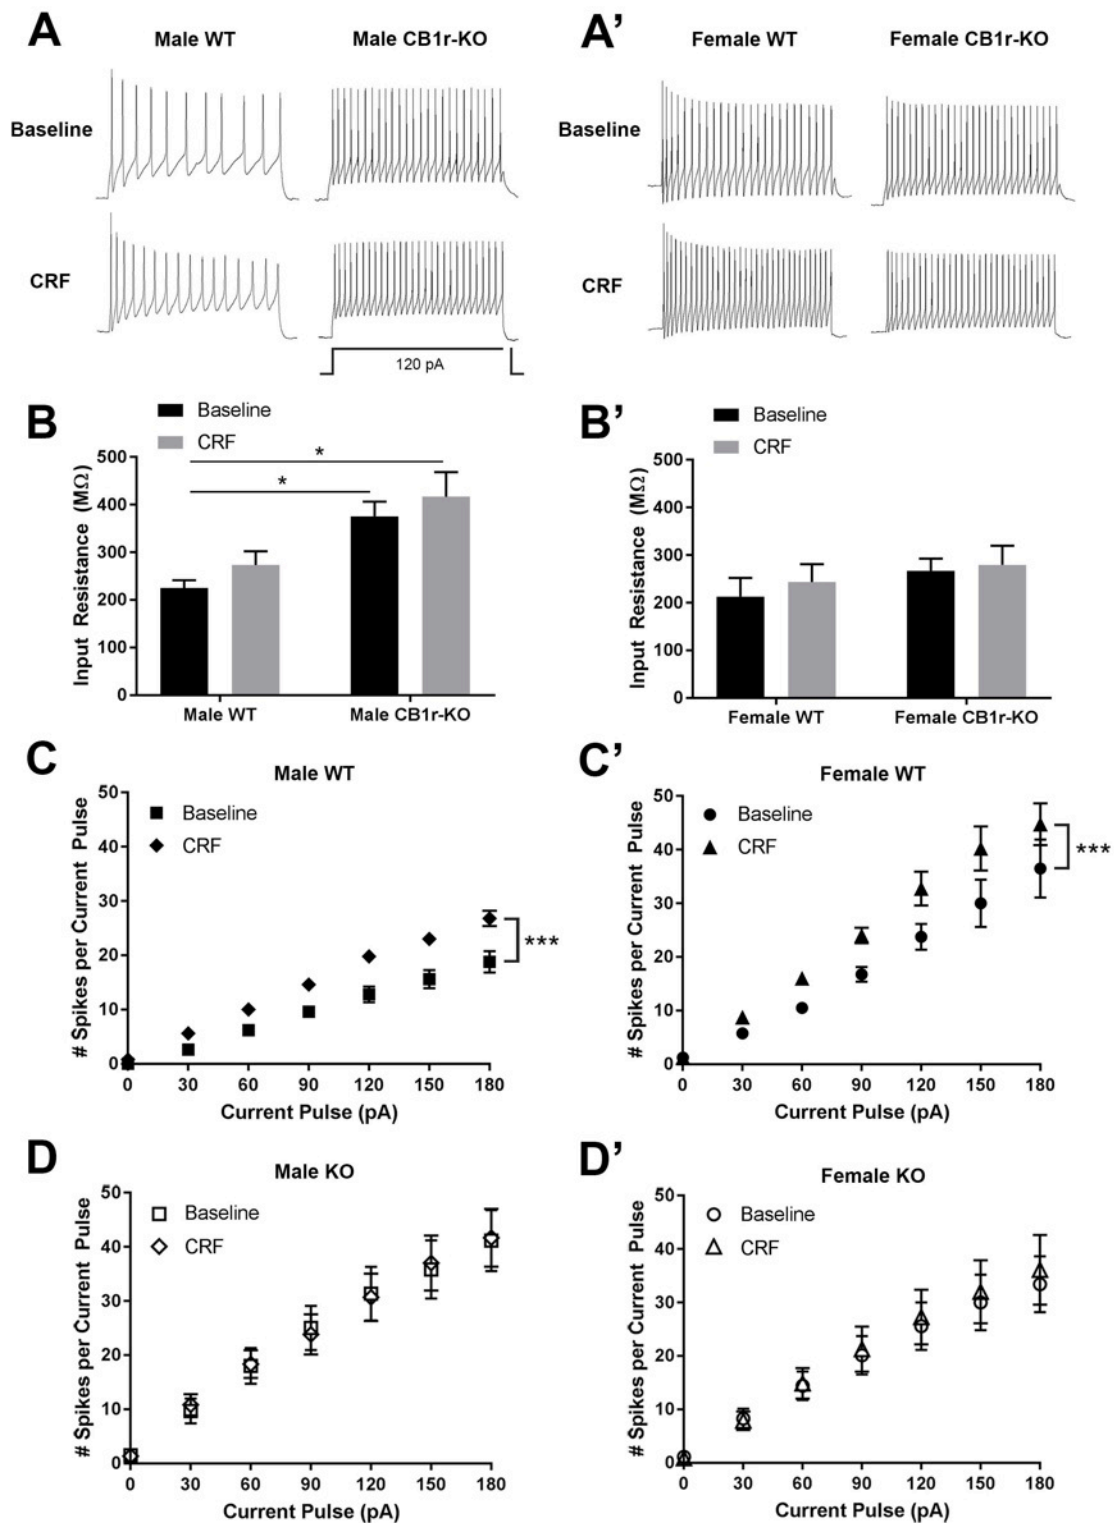 A
Male WT
Male CB1r-KO
Baseline
CRF
120 pA
A'
Female WT
Female CB1r-KO
Baseline
CRF
B
Baseline
CRF
Input Resistance (MΩ)
500
400
300
200
100
0
*
*
Male WT
Male CB1r-KO
B'
Baseline
CRF
Input Resistance (MΩ)
500
400
300
200
100
0
Female WT
Female CB1r-KO
C
Male WT
Baseline
CRF
# Spikes per Current Pulse
50
40
30
20
10
0
***
0 30 60 90 120 150 180
Current Pulse (pA)
C'
Female WT
Baseline
CRF
# Spikes per Current Pulse
50
40
30
20
10
0
***
0 30 60 90 120 150 180
Current Pulse (pA)
D
Male KO
Baseline
CRF
# Spikes per Current Pulse
50
40
30
20
10
0
0 30 60 90 120 150 180
Current Pulse (pA)
D'
Female KO
Baseline
CRF
# Spikes per Current Pulse
50
40
30
20
10
0
0 30 60 90 120 150 180
Current Pulse (pA)